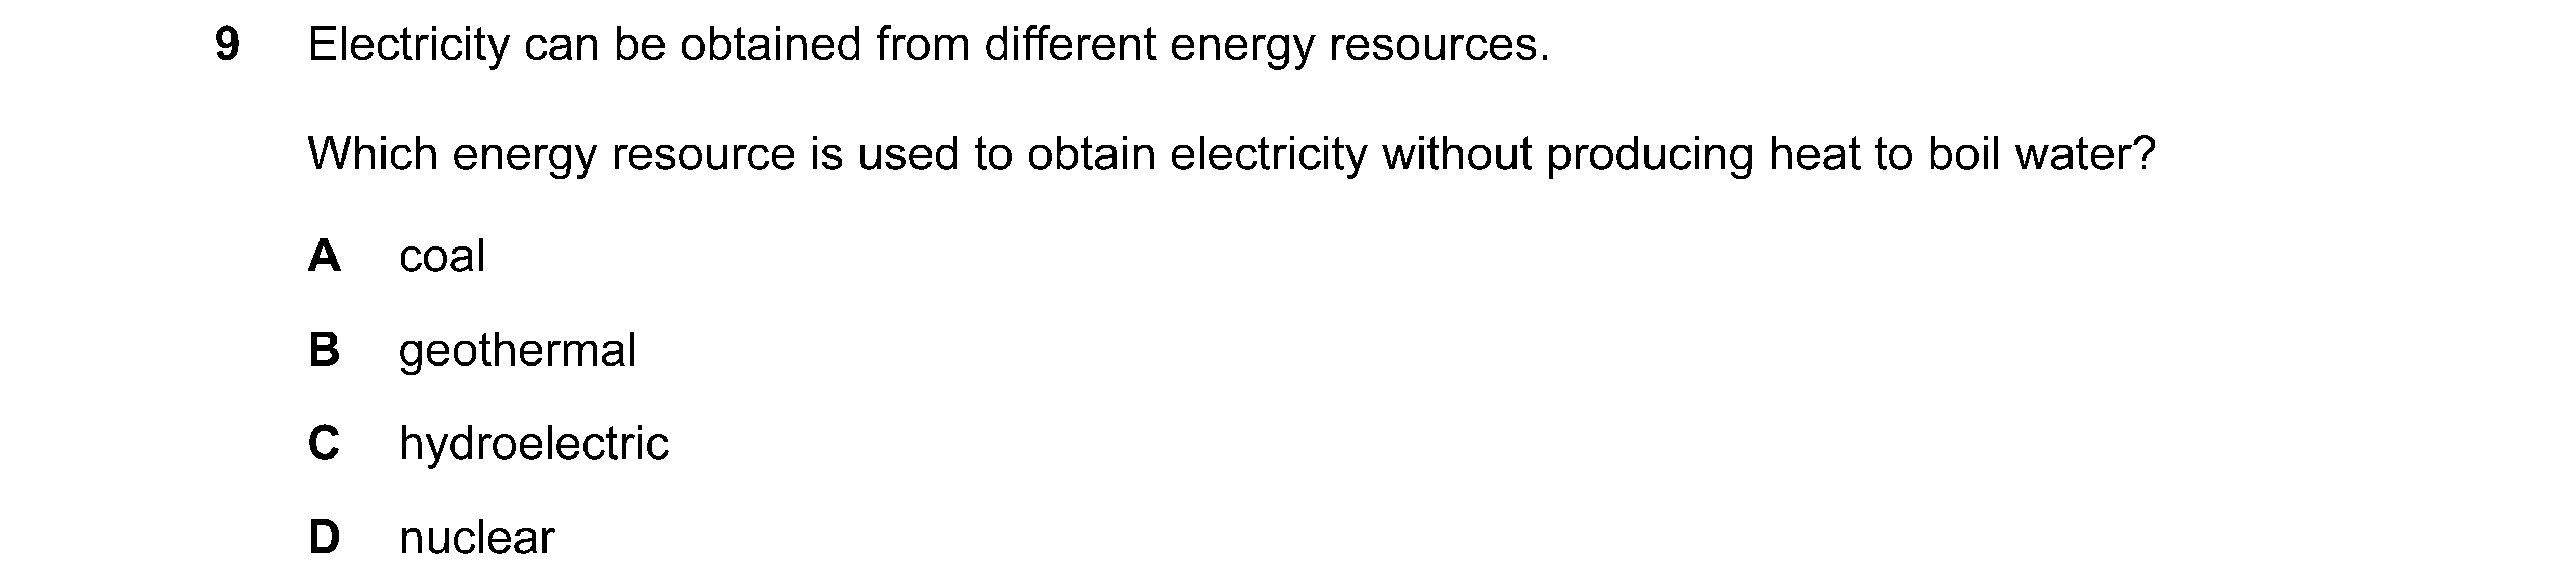 9 Electricity can be obtained from different energy resources.
Which energy resource is used to obtain electricity without producing heat to boil water?
A coal
B geothermal
C hydroelectric
D nuclear